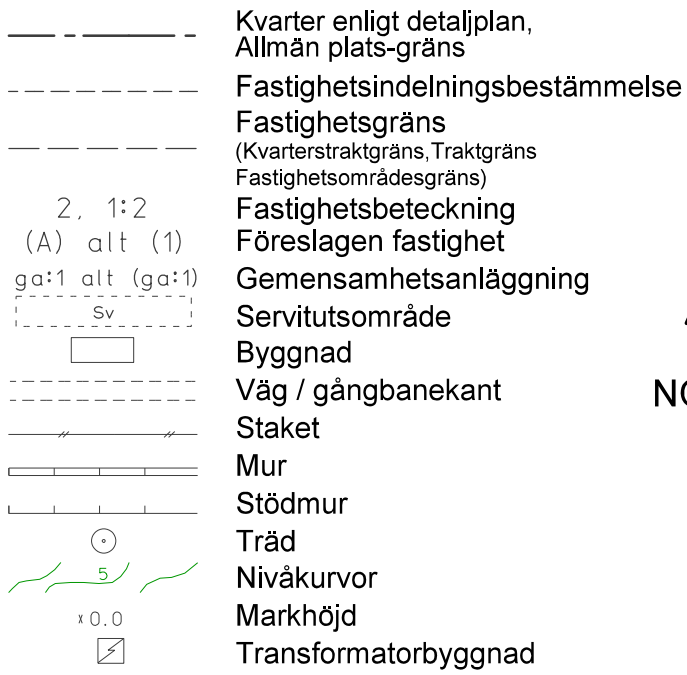 Kvarter enligt detaljplan,
Allmän plats-gräns
Fastighetsindelningsbestämmelse
Fastighetsgräns
(Kvarterstraktgräns,Traktgräns
Fastighetsområdesgräns)
2, 1:2 Fastighetsbeteckning
(A) alt (1) Föreslagen fastighet
ga:1 alt (ga:1) Gemensamhetsanläggning
Sv Servitutsområde
Byggnad
Väg / gångbanekant
Staket
Mur
Stödmur
Träd
5 Nivåkurvor
x0.0 Markhöjd
Transformatorbyggnad